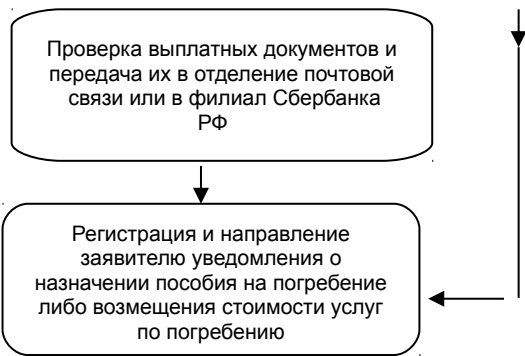 Проверка выплатных документов и
передача их в отделение почтовой
связи или в филиал Сбербанка
РФ
Регистрация и направление
заявителю уведомления о
назначении пособия на погребение
либо возмещения стоимости услуг
по погребению